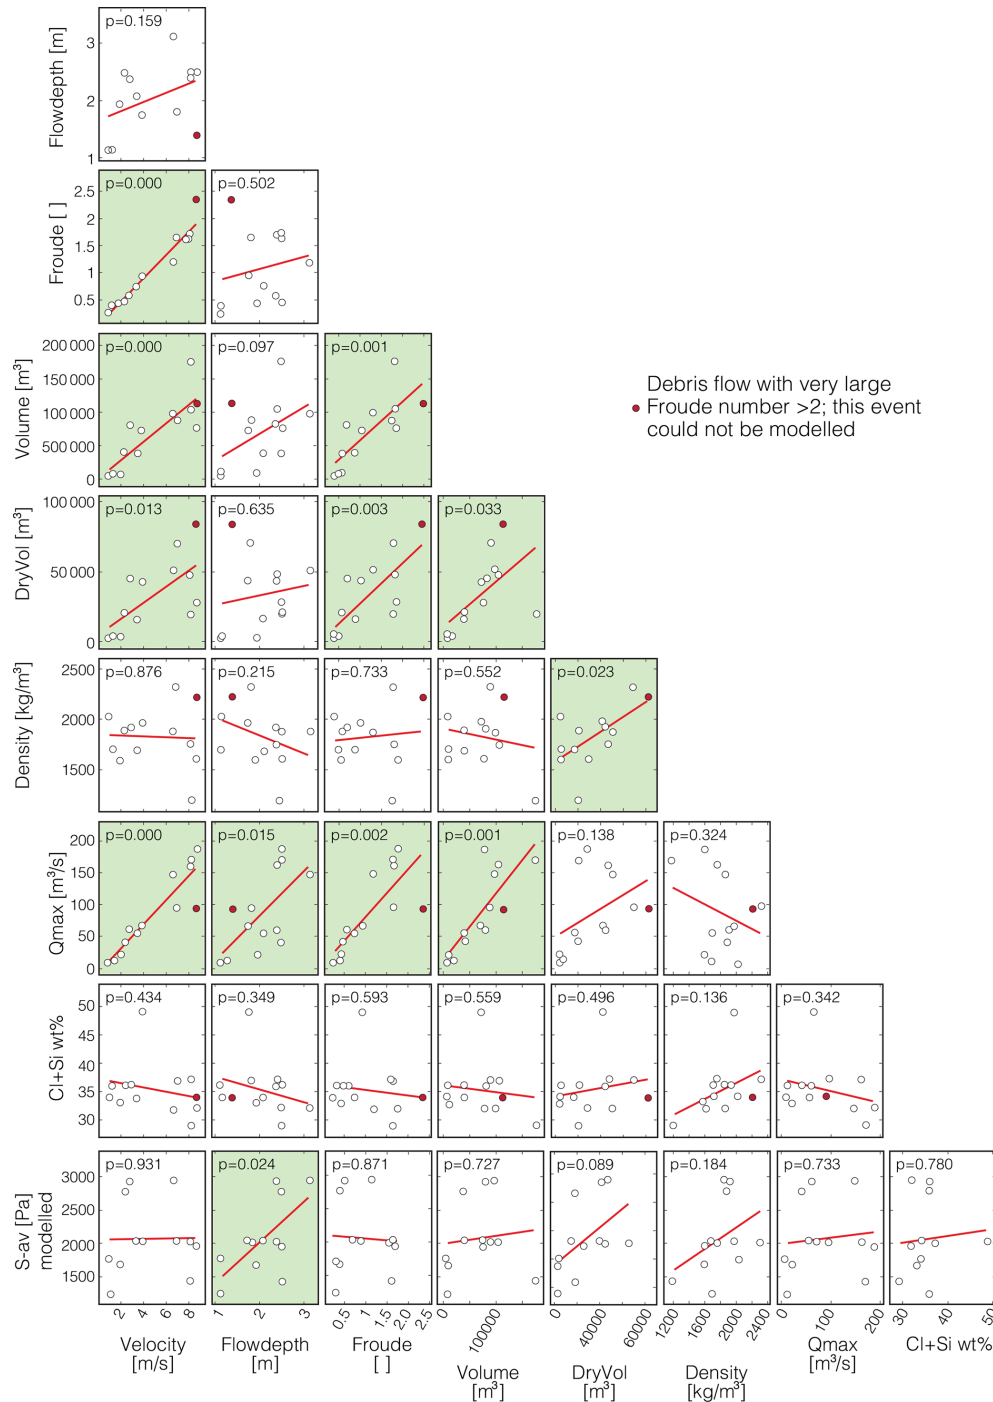 p=0.159
3
2
1
Flowdepth [m]
p=0.000
p=0.502
2.5
2
1.5
1
0.5
Froude [ ]
p=0.000
p=0.097
p=0.001
200 000
150 000
100 000
500 000
0
Volume [m³]
Debris flow with very large
Froude number >2; this event
could not be modelled
p=0.013
p=0.635
p=0.003
p=0.033
100 000
50 000
0
DryVol [m³]
p=0.876
p=0.215
p=0.733
p=0.552
p=0.023
2500
2000
1500
Density [kg/m³]
p=0.000
p=0.015
p=0.002
p=0.001
p=0.138
p=0.324
200
150
100
50
0
Qmax [m³/s]
p=0.434
p=0.349
p=0.593
p=0.559
p=0.496
p=0.136
p=0.342
50
45
40
35
30
Cl+Si wt%
p=0.931
p=0.024
p=0.871
p=0.727
p=0.089
p=0.184
p=0.733
p=0.780
3000
2500
2000
1500
S-av [Pa]
modelled
2 4 6 8
1 2 3
0.5 1.5 2.0 2.5
0 100000
0 40000 60000
1200 1600 2000 2400
0 100 200
30 40 50
Velocity
[m/s]
Flowdepth
[m]
Froude
[ ]
Volume
[m³]
DryVol
[m³]
Density
[kg/m³]
Qmax
[m³/s]
Cl+Si wt%